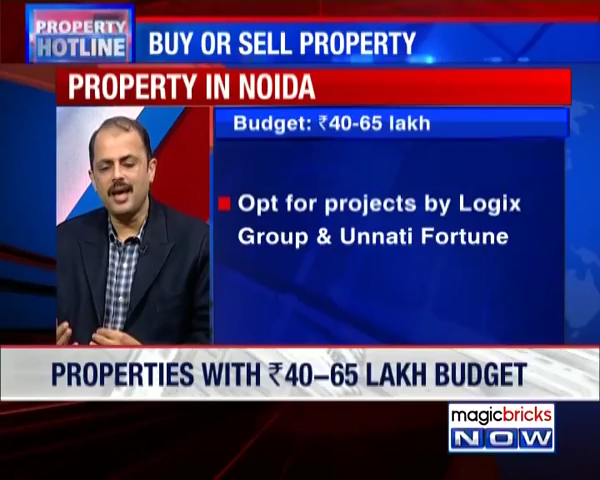 PROPERTY
HOTLINE
BUY OR SELL PROPERTY
PROPERTY IN NOIDA
Budget: ₹40-65 lakh
Opt for projects by Logix
Group & Unnati Fortune
PROPERTIES WITH ₹40–65 LAKH BUDGET
magicbricks
NOW